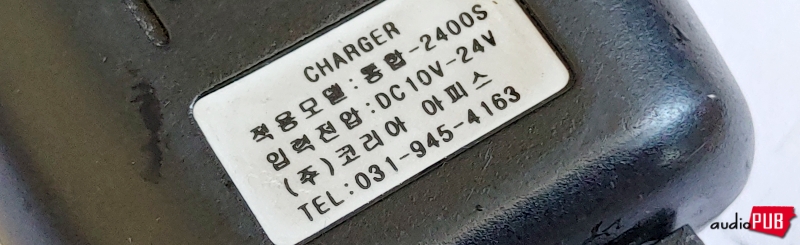 CHARGER
적용모델:통합-2400S
입력전압:DC10V-24V
(주)코리아 아피스
TEL:031-945-4163
audioPUB